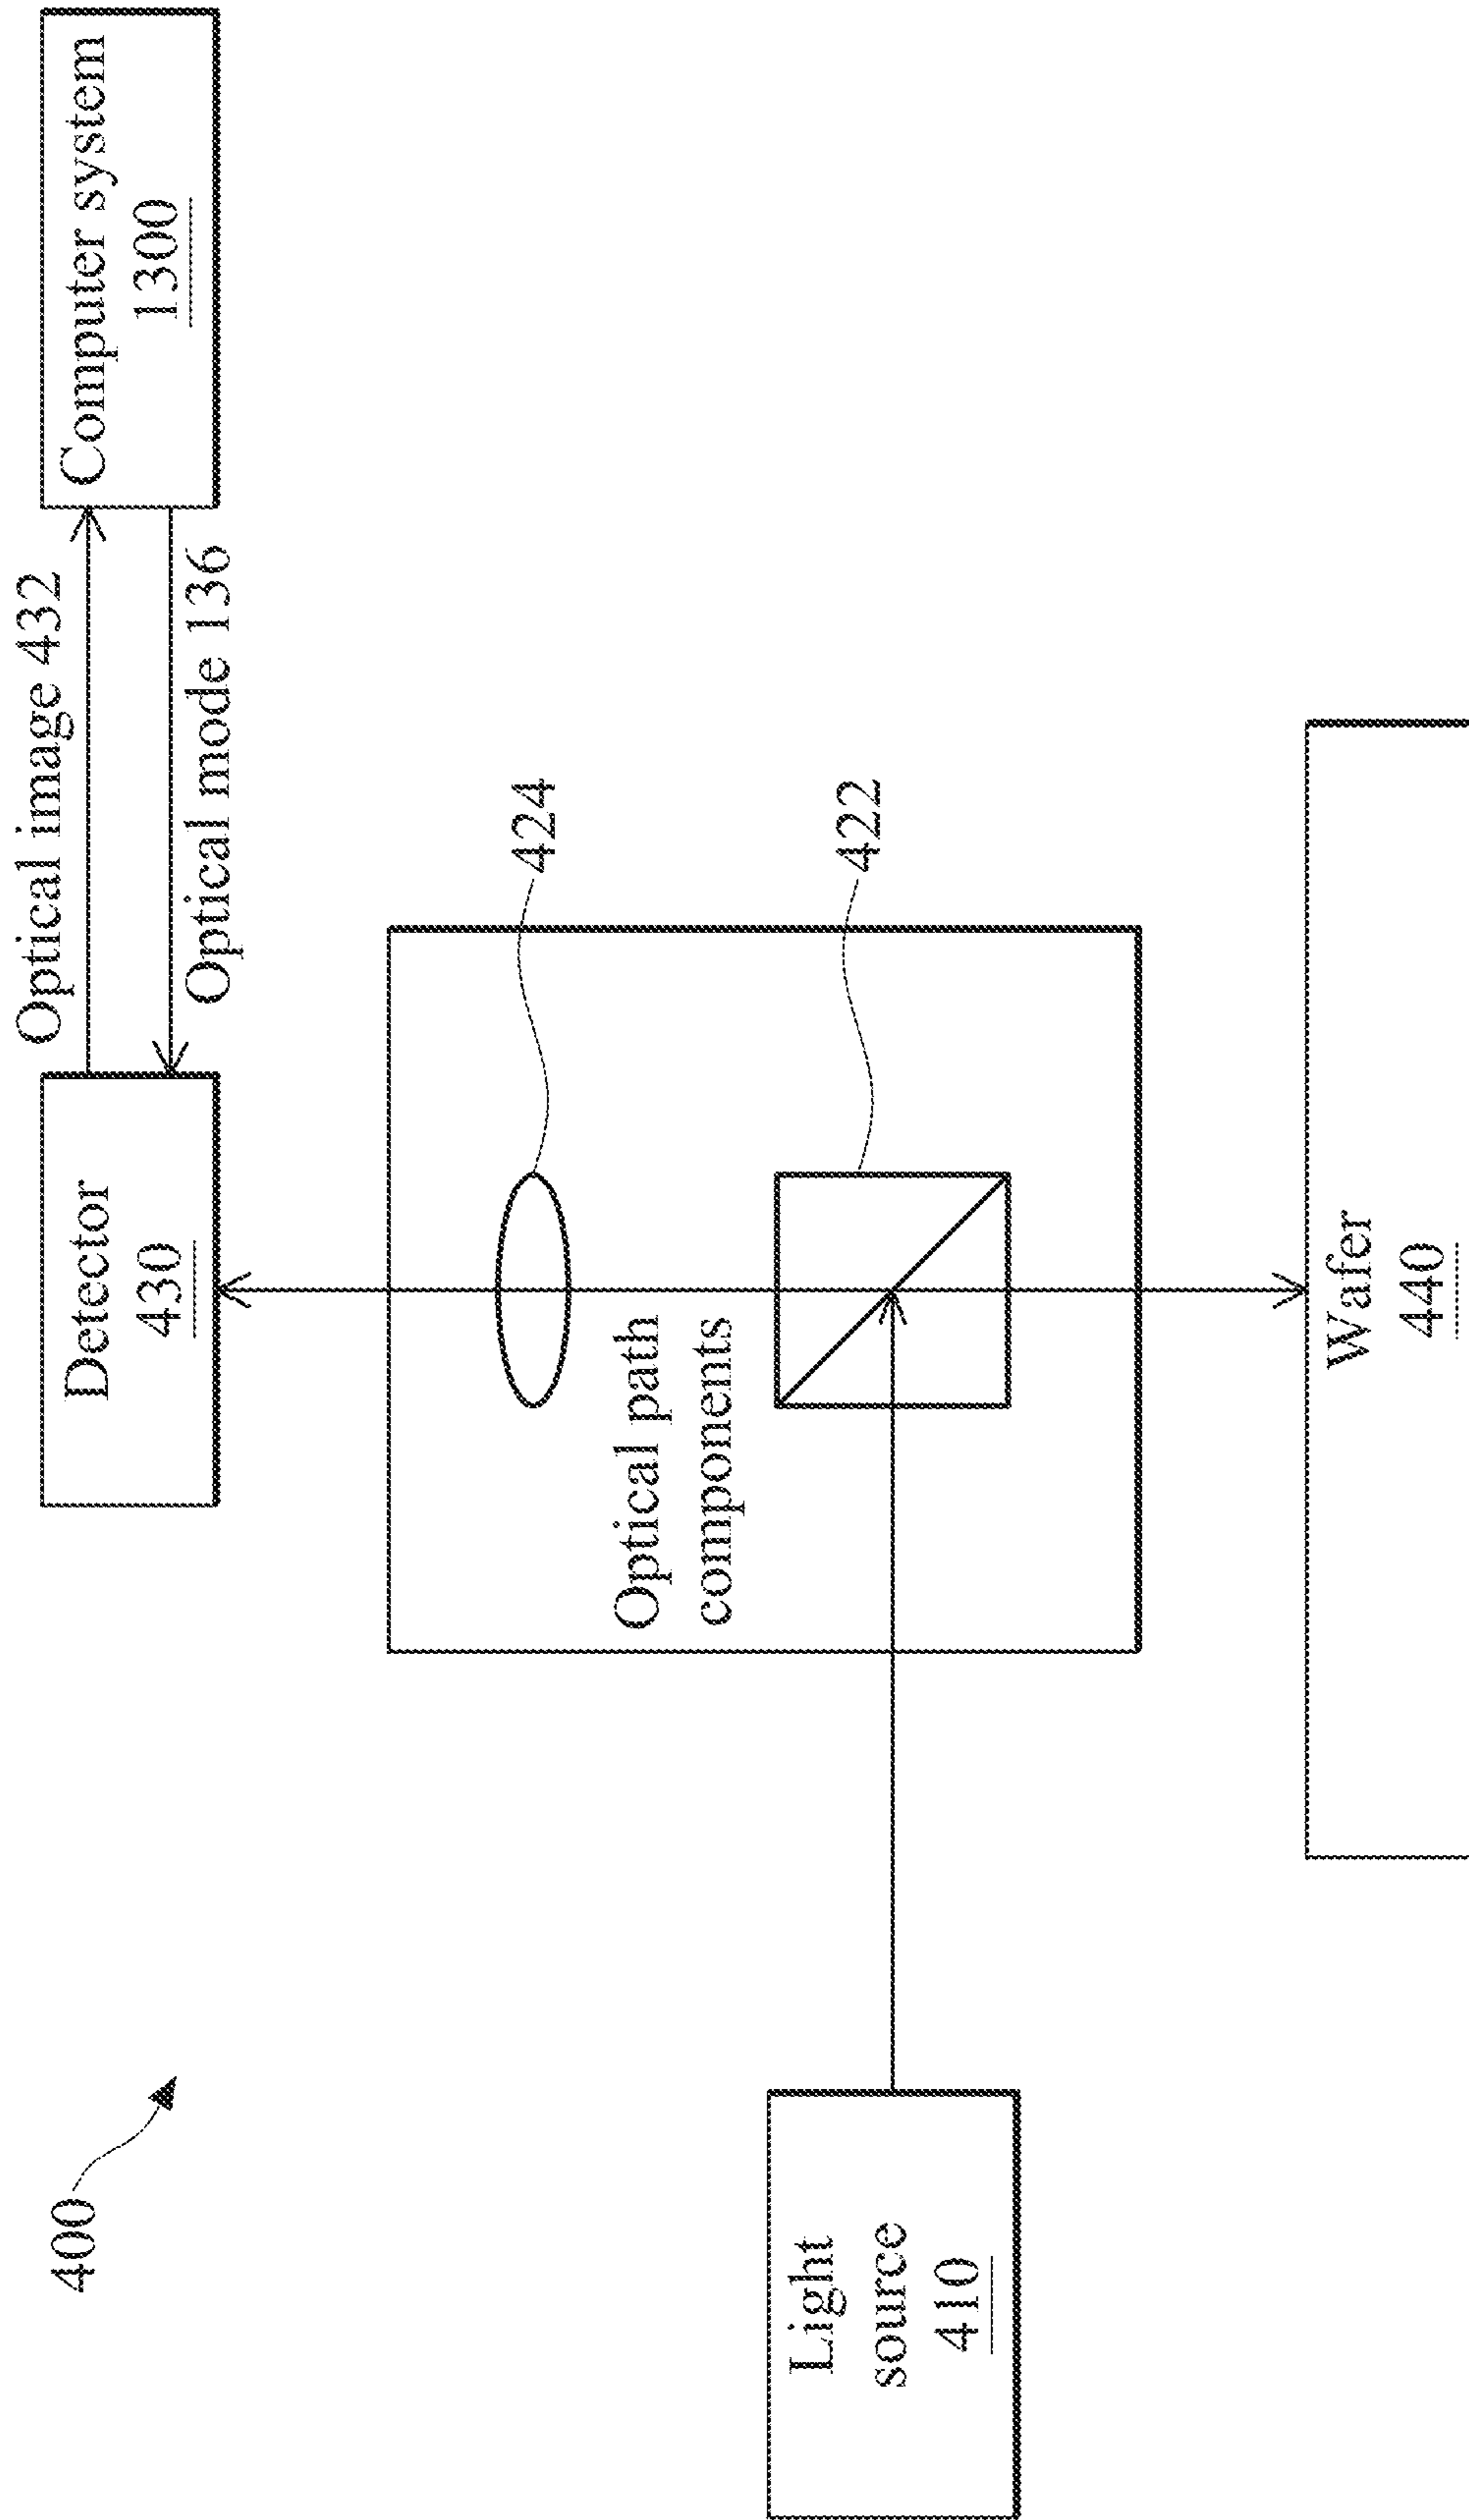 400
Optical image 432
Detector
430
Computer system
1300
Optical mode 136
424
Optical path
components
422
Light
source
410
Wafer
440